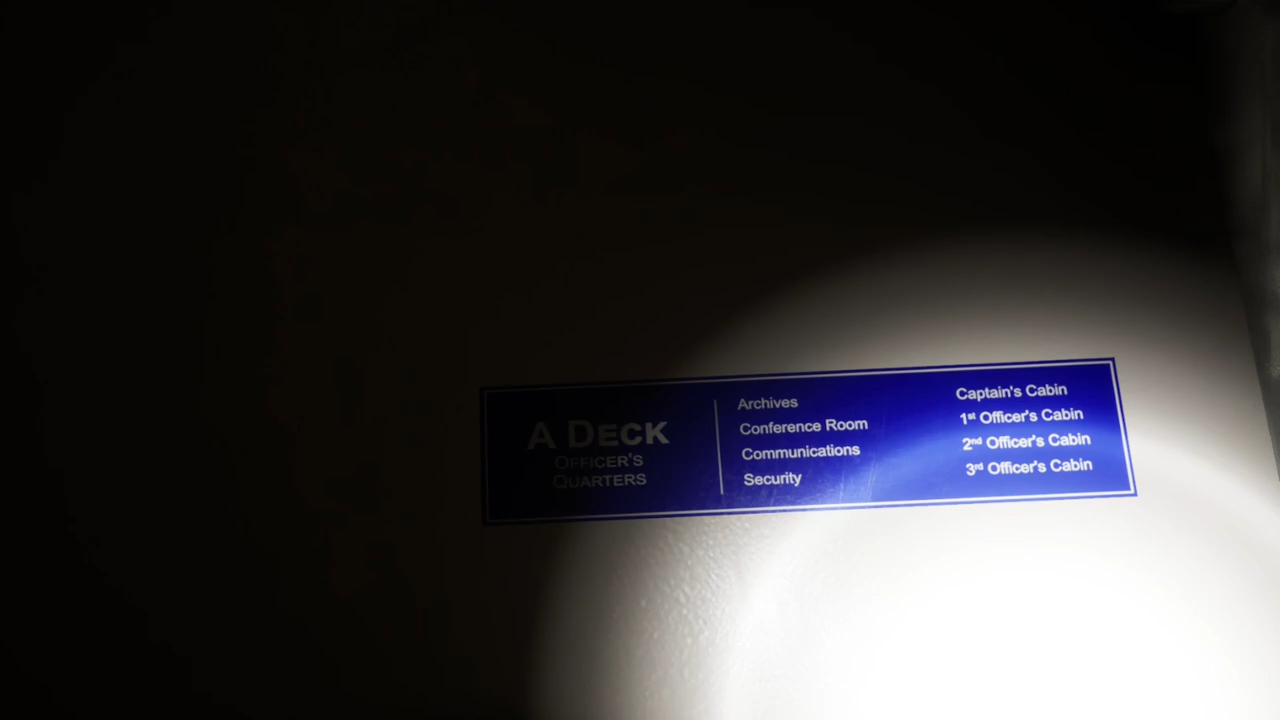 A DECK
OFFICER'S
QUARTERS
Archives
Conference Room
Communications
Security
Captain's Cabin
1st Officer's Cabin
2nd Officer's Cabin
3rd Officer's Cabin